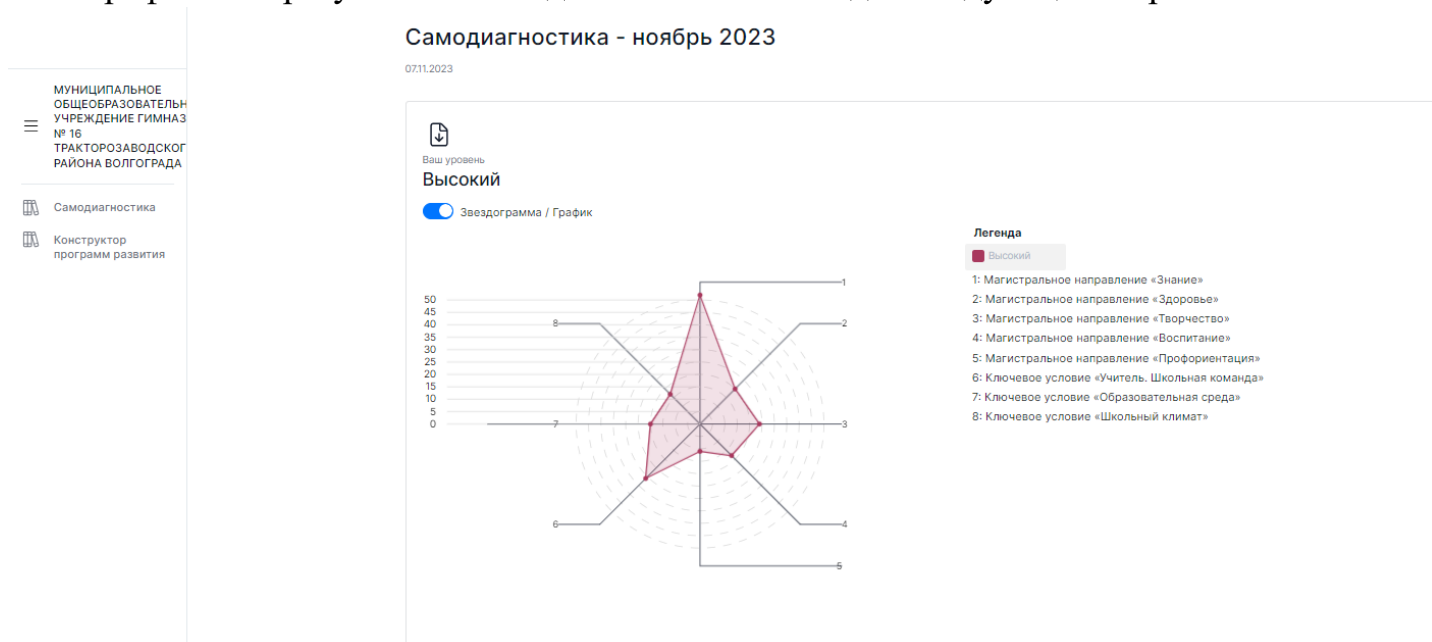 Самодиагностика - ноябрь 2023
07.11.2023
МУНИЦИПАЛЬНОЕ
ОБЩЕОБРАЗОВАТЕЛЬН
УЧРЕЖДЕНИЕ ГИМНАЗ
№ 16
ТРАКТОРОЗАВОДСКОГ
РАЙОНА ВОЛГОГРАДА
Самодиагностика
Конструктор
программ развития
Ваш уровень
Высокий
Звездограмма / График
50
45
40
35
30
25
20
15
10
5
0
1
2
3
4
5
6
7
8
Легенда
Высокий
1: Магистральное направление «Знание»
2: Магистральное направление «Здоровье»
3: Магистральное направление «Творчество»
4: Магистральное направление «Воспитание»
5: Магистральное направление «Профориентация»
6: Ключевое условие «Учитель. Школьная команда»
7: Ключевое условие «Образовательная среда»
8: Ключевое условие «Школьный климат»